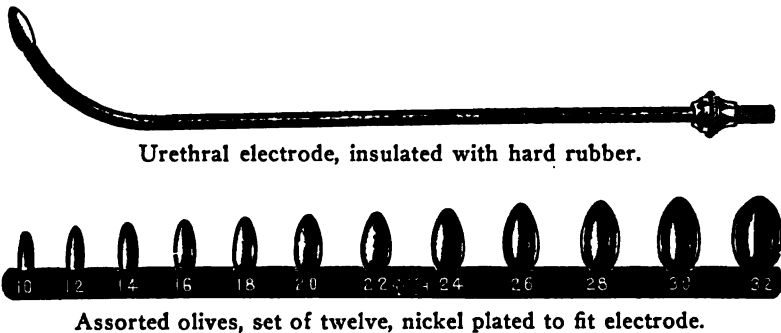 Urethral electrode, insulated with hard rubber.
10 12 14 16 18 20 22 24 26 28 30 32
Assorted olives, set of twelve, nickel plated to fit electrode.